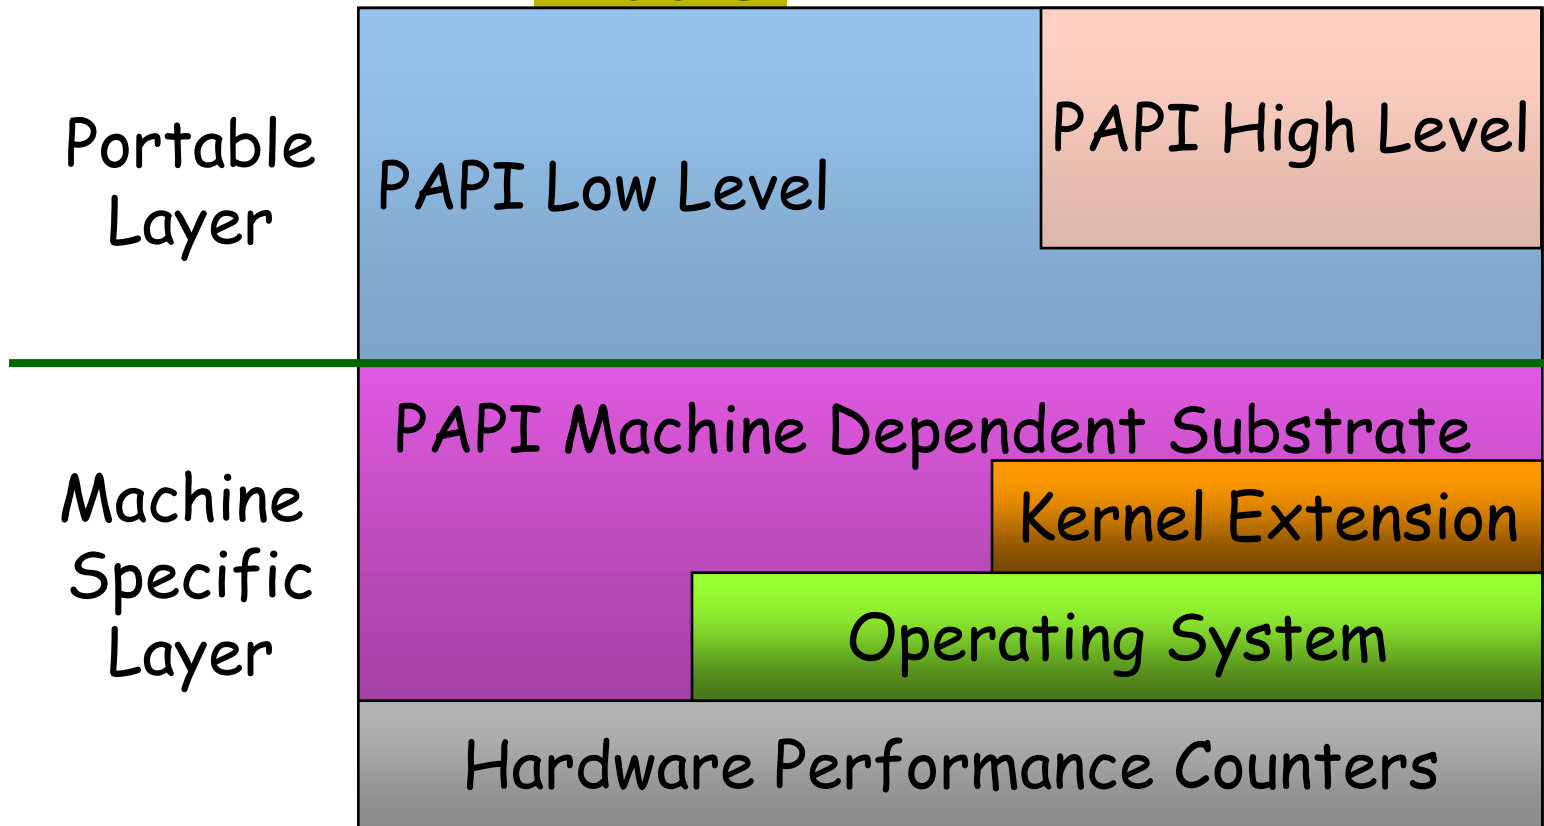 Portable
Layer
PAPI Low Level
PAPI High Level
Machine
Specific
Layer
PAPI Machine Dependent Substrate
Kernel Extension
Operating System
Hardware Performance Counters